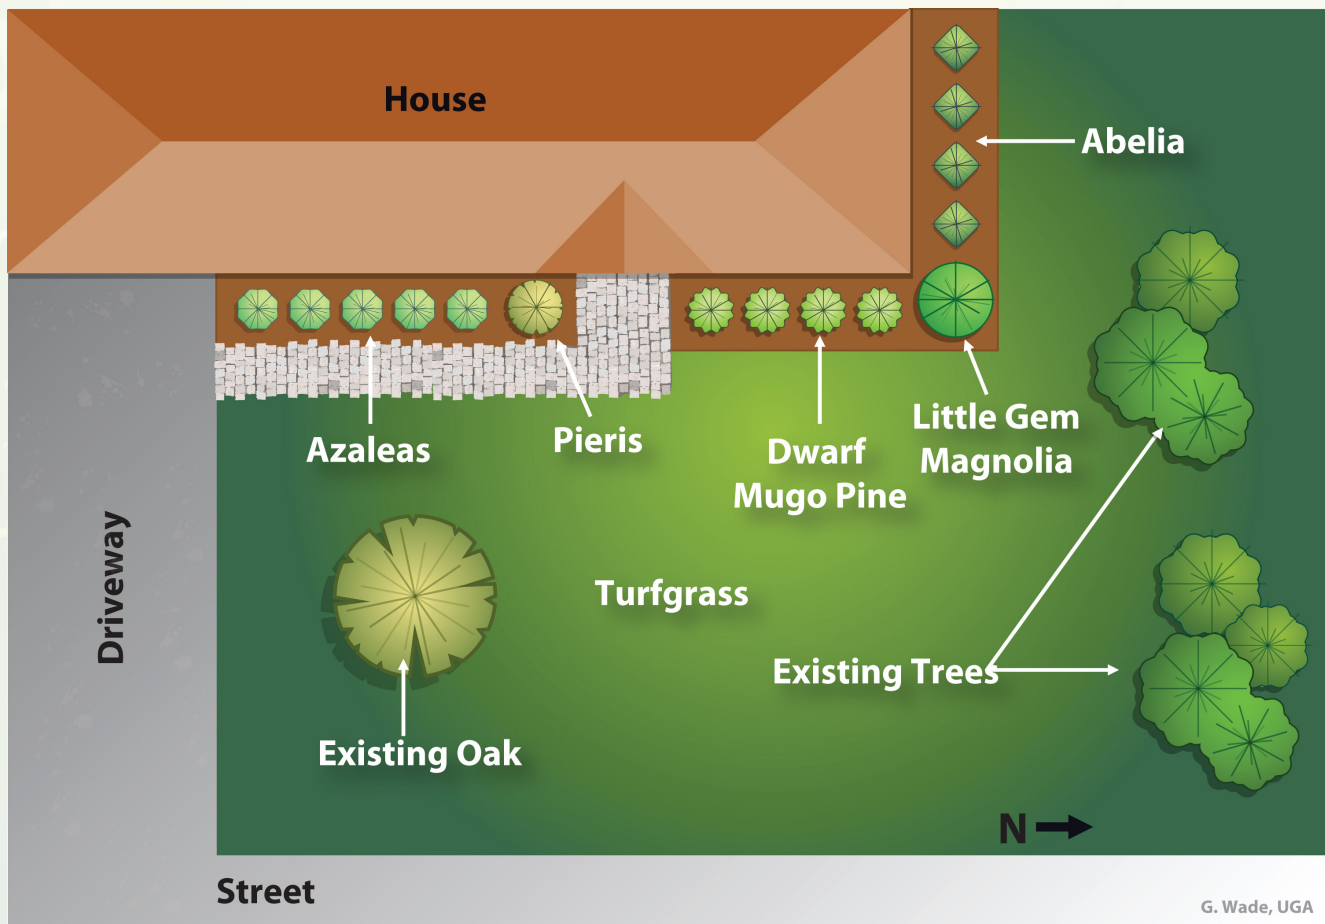 House
Abelia
Azaleas
Pieris
Dwarf
Mugo Pine
Little Gem
Magnolia
Driveway
Turfgrass
Existing Trees
Existing Oak
N
Street
G. Wade, UGA